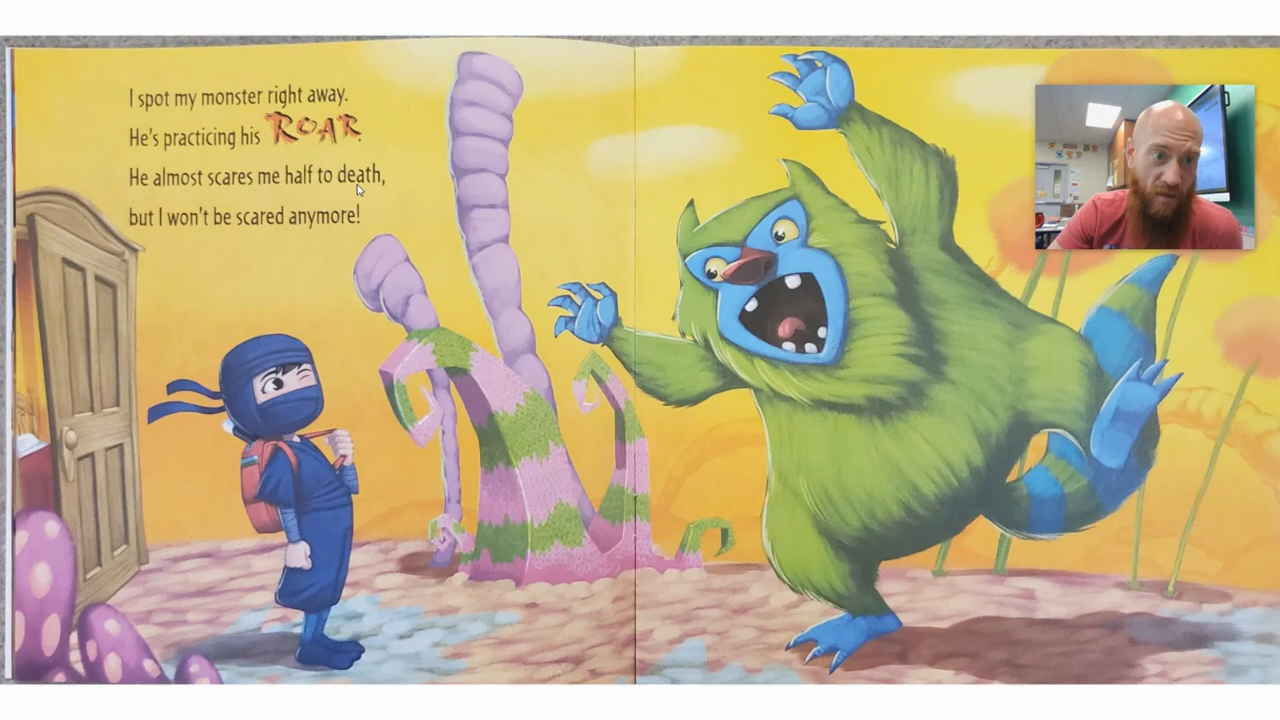 I spot my monster right away.
He's practicing his ROAR.
He almost scares me half to death,
but I won't be scared anymore!